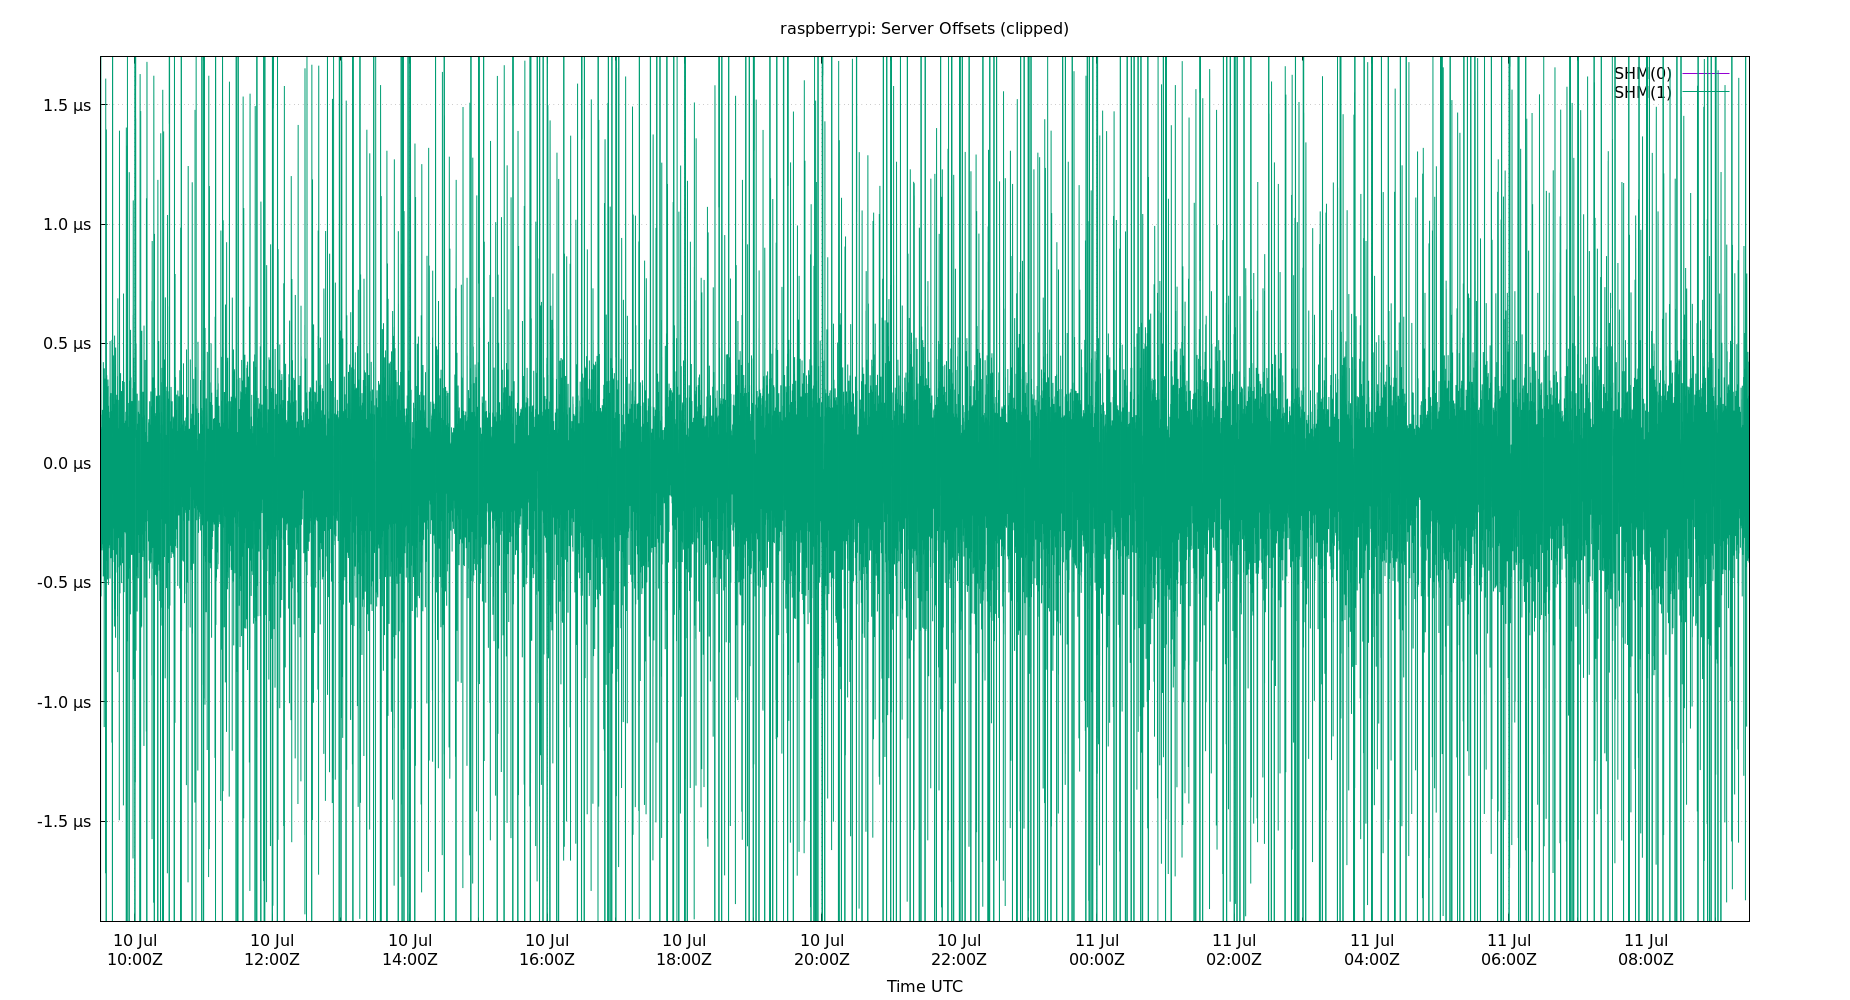 raspberrypi: Server Offsets (clipped)
SHM(0)
SHM(1)
1.5 µs
1.0 µs
0.5 µs
0.0 µs
-0.5 µs
-1.0 µs
-1.5 µs
10 Jul 10 Jul 10 Jul 10 Jul 10 Jul 10 Jul 10 Jul 11 Jul 11 Jul 11 Jul 11 Jul 11 Jul
10:00Z 12:00Z 14:00Z 16:00Z 18:00Z 20:00Z 22:00Z 00:00Z 02:00Z 04:00Z 06:00Z 08:00Z
Time UTC